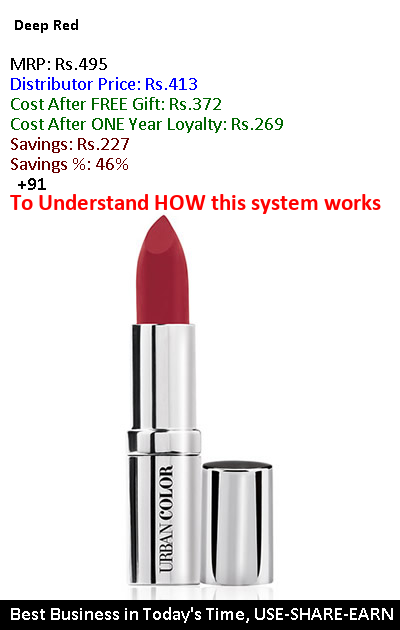 Deep Red
MRP: Rs.495
Distributor Price: Rs.413
Cost After FREE Gift: Rs.372
Cost After ONE Year Loyalty: Rs.269
Savings: Rs.227
Savings %: 46%
+91
To Understand HOW this system works
URBAN COLOR
Best Business in Today's Time, USE-SHARE-EARN